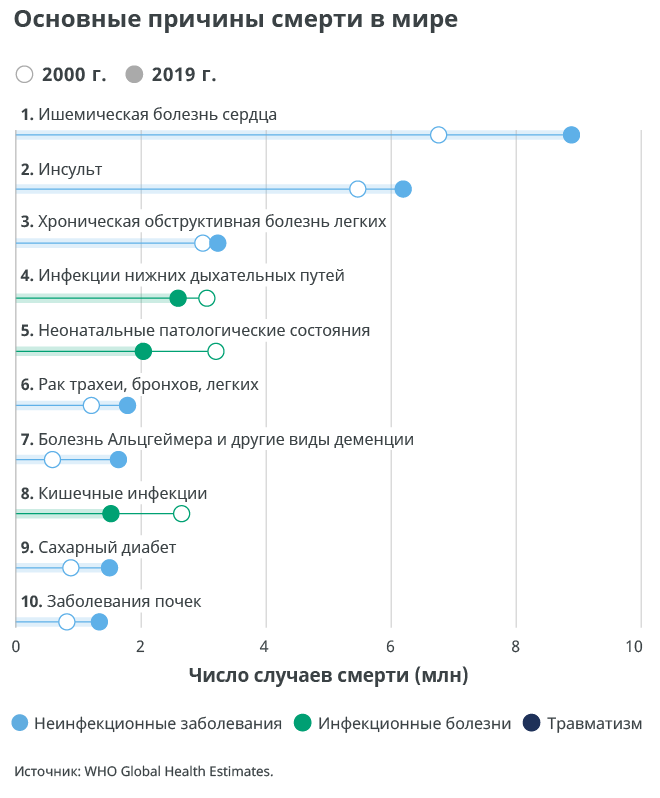 Основные причины смерти в мире
2000 г. 2019 г.
1. Ишемическая болезнь сердца
2. Инсульт
3. Хроническая обструктивная болезнь легких
4. Инфекции нижних дыхательных путей
5. Неонатальные патологические состояния
6. Рак трахеи, бронхов, легких
7. Болезнь Альцгеймера и другие виды деменции
8. Кишечные инфекции
9. Сахарный диабет
10. Заболевания почек
0 2 4 6 8 10
Число случаев смерти (млн)
Неинфекционные заболевания Инфекционные болезни Травматизм
Источник: WHO Global Health Estimates.